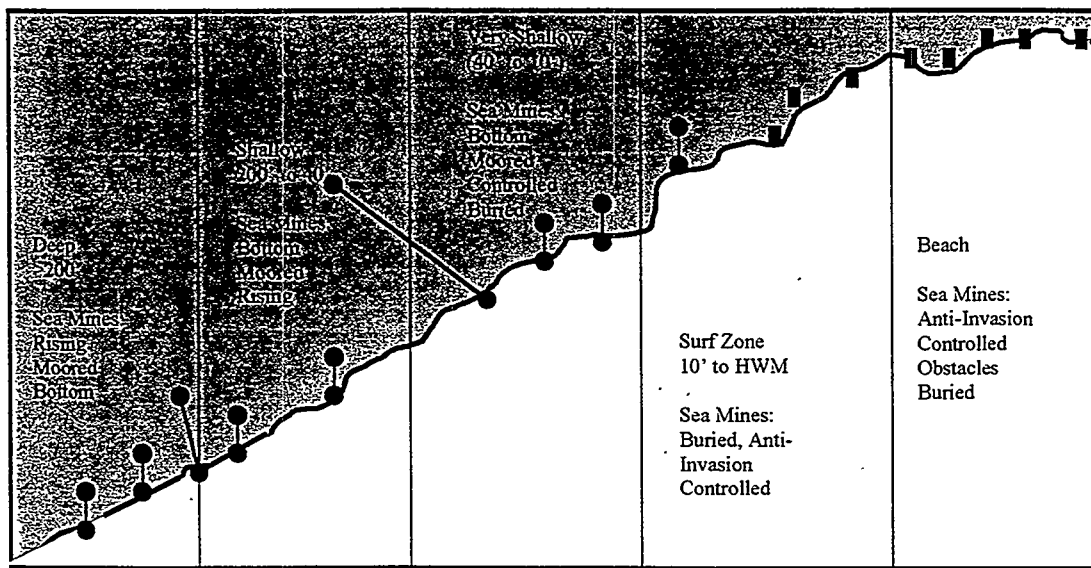 Deep
>200'
Sea Mines
Rising
Moored
Bottom
Shallow
200' to
Sea Mines
Bottom
Moored
Rising
Very Shallow
(40' to 10')
Sea Mines:
Bottom
Moored
Controlled
Buried
Surf Zone
10' to HWM
Sea Mines:
Buried, Anti-
Invasion
Controlled
Beach
Sea Mines:
Anti-Invasion
Controlled
Obstacles
Buried